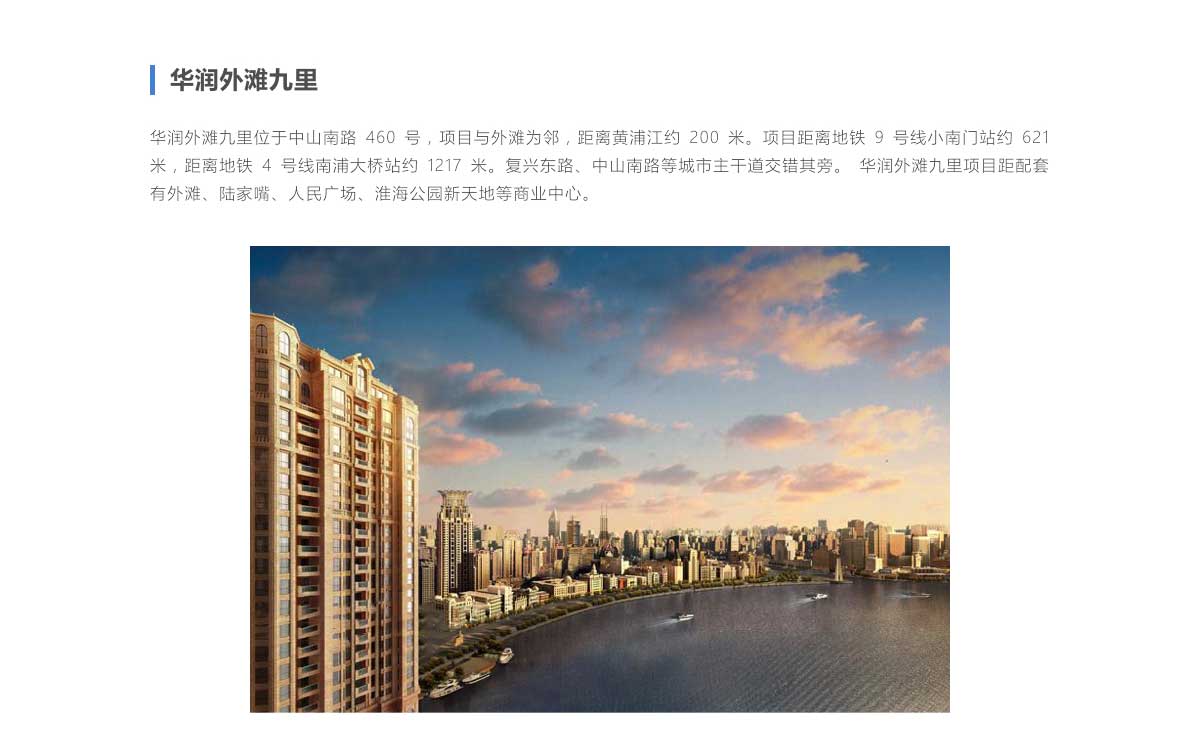 华润外滩九里
华润外滩九里位于中山南路 460 号，项目与外滩为邻，距离黄浦江约 200 米。项目距离地铁 9 号线小南门站约 621
米，距离地铁 4 号线南浦大桥站约 1217 米。复兴东路、中山南路等城市主干道交错其旁。 华润外滩九里项目距配套
有外滩、陆家嘴、人民广场、淮海公园新天地等商业中心。